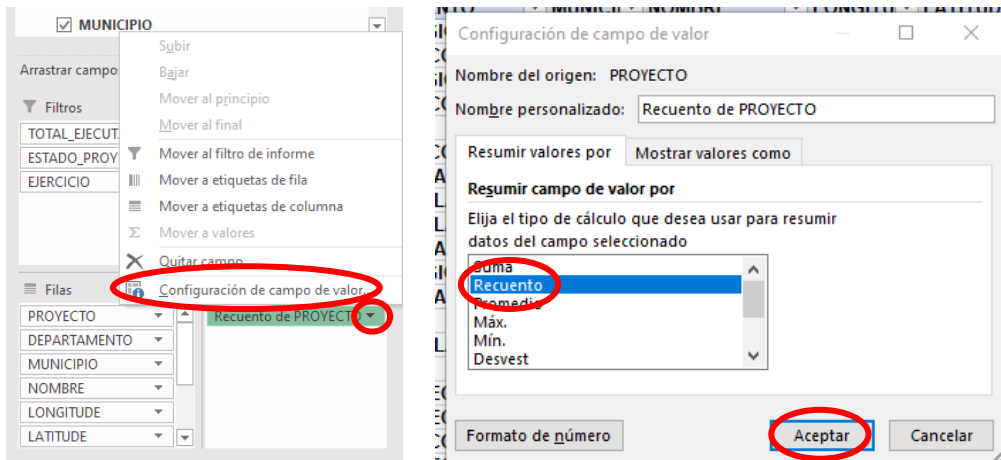 MUNICIPIO
Subir
Arrastrar campo
Bajar
Mover al principio
Filtros
Mover al final
TOTAL_EJECUT
ESTADO_PROY
Mover al filtro de informe
EJERCICIO
Mover a etiquetas de fila
Mover a etiquetas de columna
Σ Mover a valores
Quitar campo
Filas
Configuración de campo de valor...
PROYECTO
Recuento de PROYECTO
DEPARTAMENTO
MUNICIPIO
NOMBRE
LONGITUDE
LATITUDE
MUNICIP NOMBRE LONGITU LATITUD
Configuración de campo de valor
Nombre del origen: PROYECTO
Nombre personalizado: Recuento de PROYECTO
Resumir valores por Mostrar valores como
Resumir campo de valor por
Elija el tipo de cálculo que desea usar para resumir
datos del campo seleccionado
Suma
Recuento
Promedio
Máx.
Mín.
Desvest
Formato de número Aceptar Cancelar